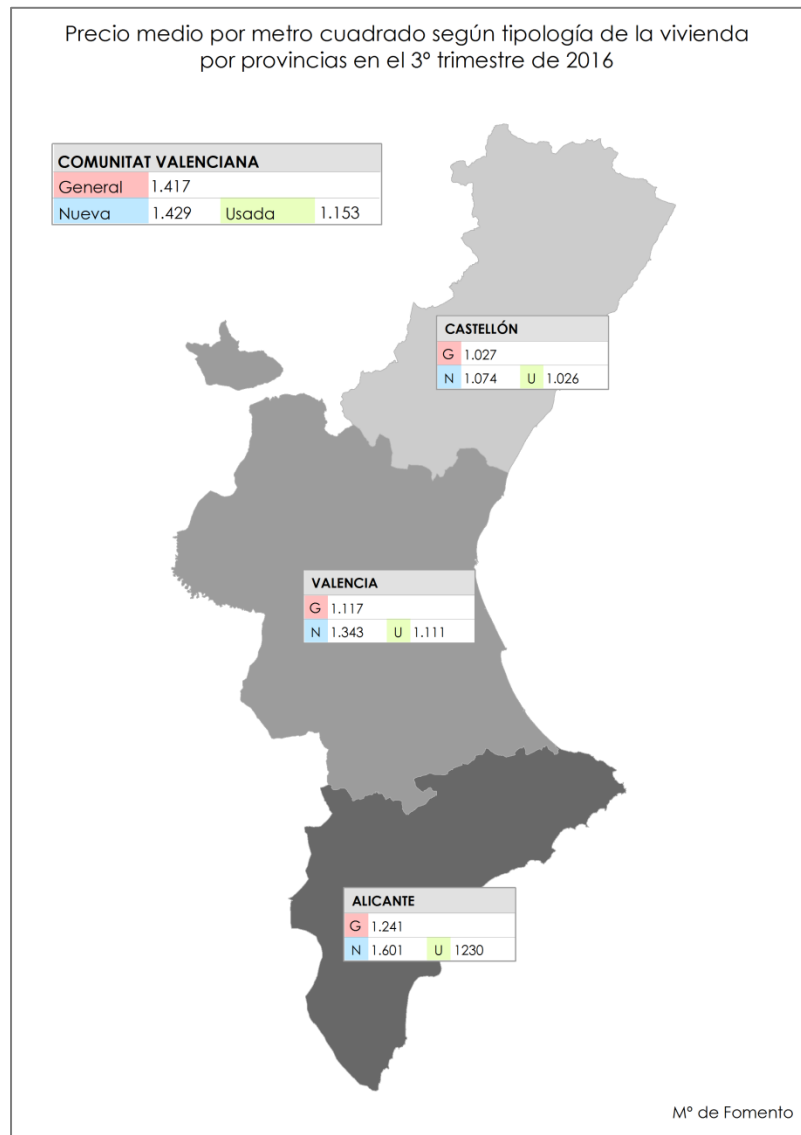 Precio medio por metro cuadrado según tipología de la vivienda
por provincias en el 3º trimestre de 2016
COMUNITAT VALENCIANA
General 1.417
Nueva 1.429 Usada 1.153
CASTELLÓN
G 1.027
N 1.074 U 1.026
VALENCIA
G 1.117
N 1.343 U 1.111
ALICANTE
G 1.241
N 1.601 U 1230
Mº de Fomento